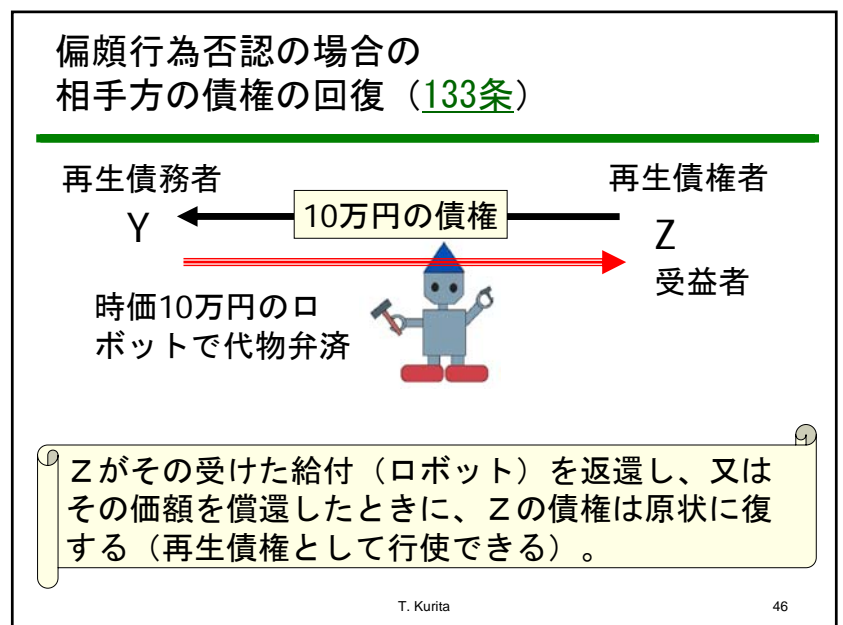 偏頗行為否認の場合の
相手方の債権の回復（133条）
再生債務者
再生債権者
Y
10万円の債権
Z
受益者
時価10万円のロ
ボットで代物弁済
Ｚがその受けた給付（ロボット）を返還し、又は
その価額を償還したときに、Ｚの債権は原状に復
する（再生債権として行使できる）。
T. Kurita
46